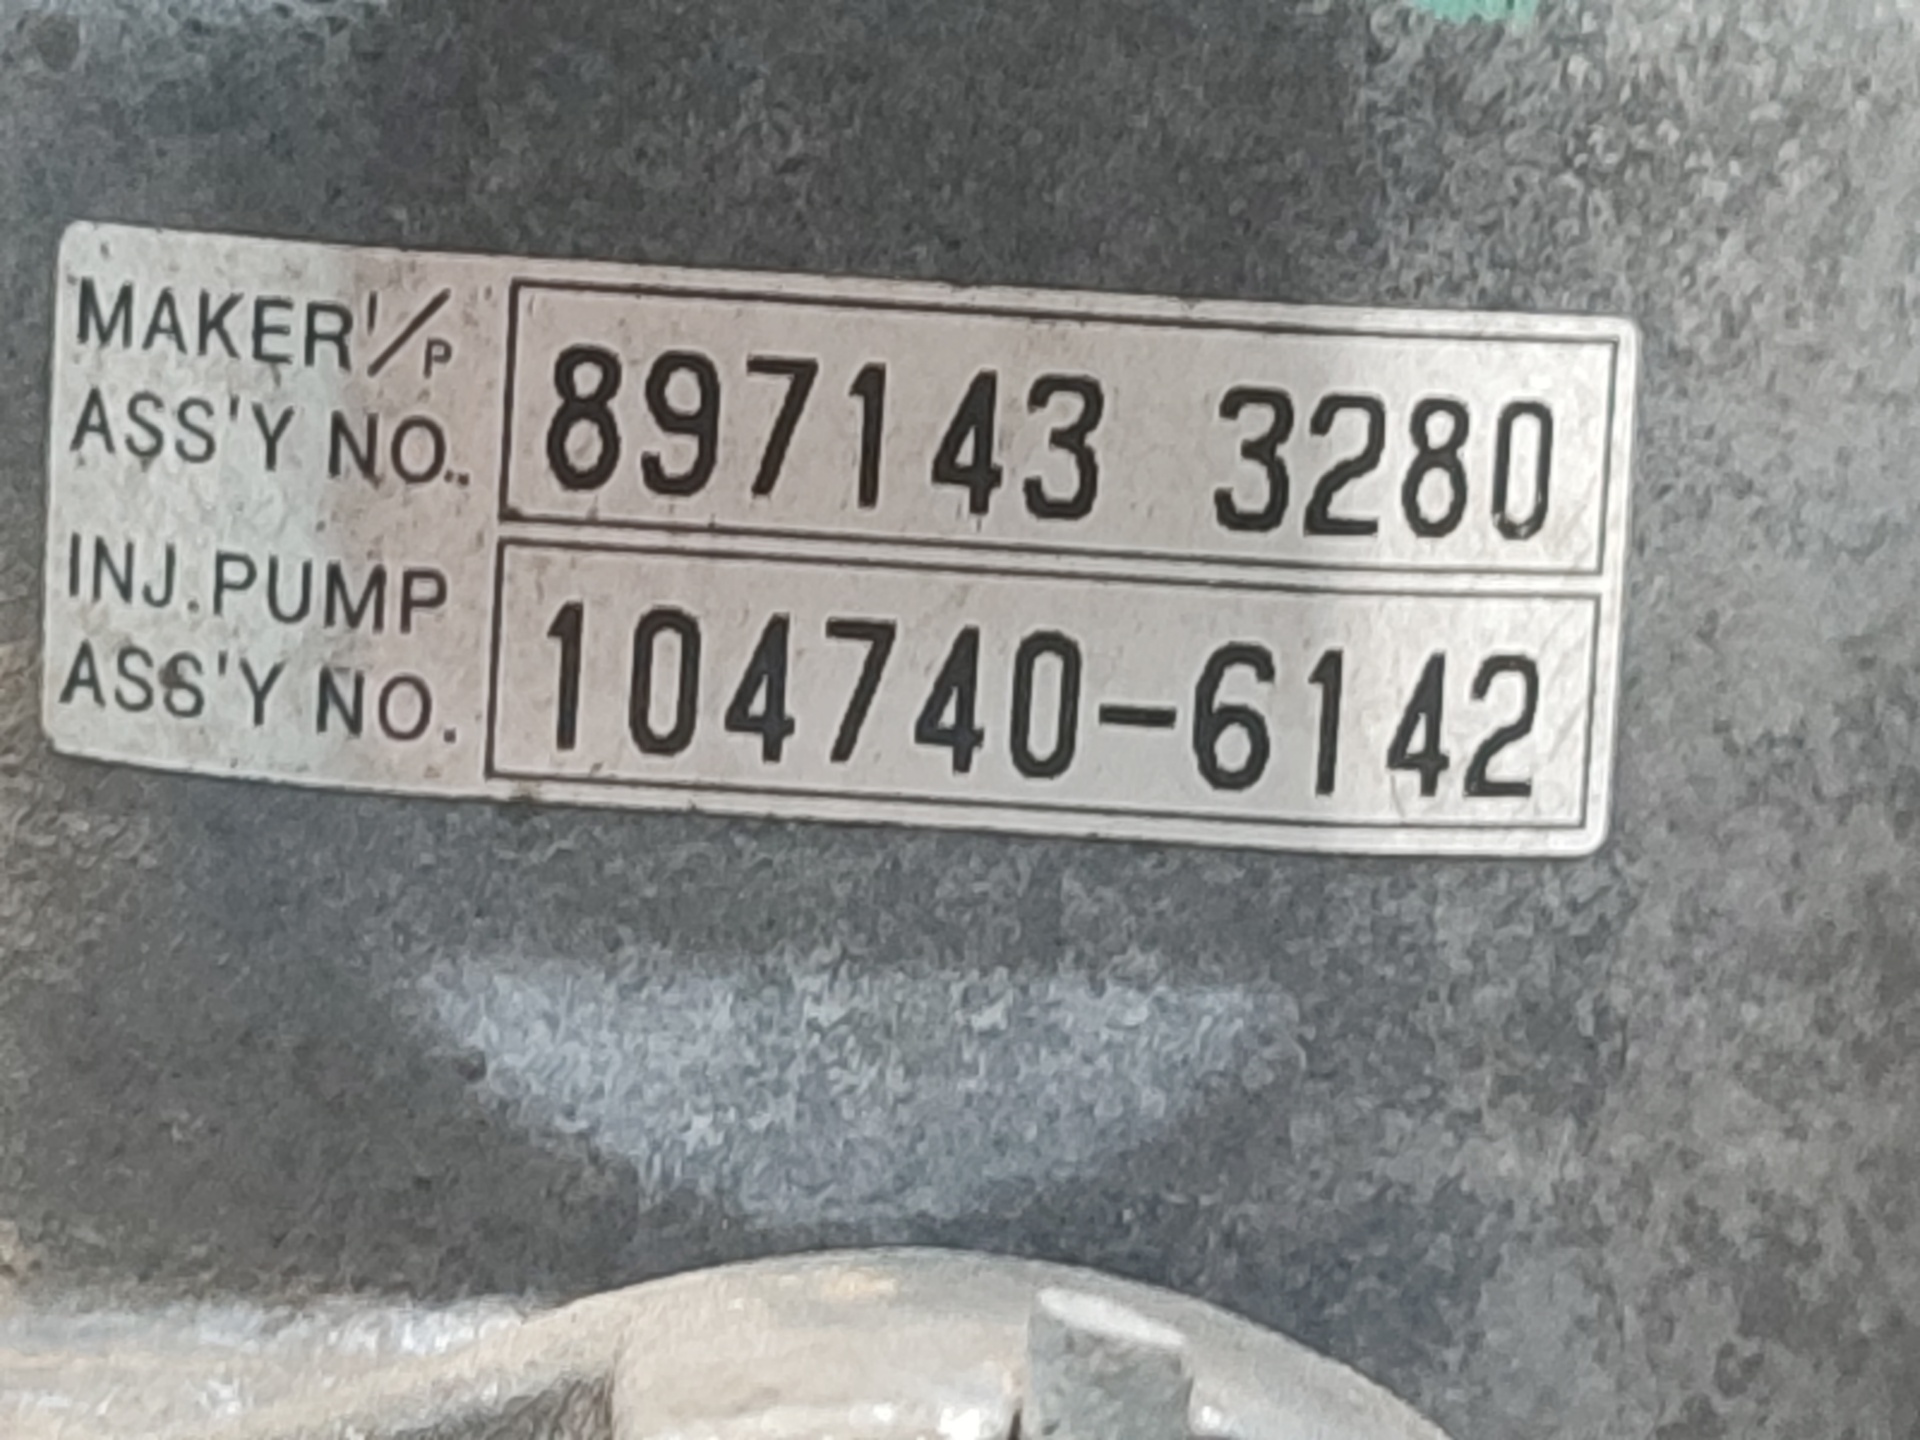 MAKER I/P
ASS'Y NO.. 897143 3280
INJ.PUMP
ASS'Y NO. 104740-6142